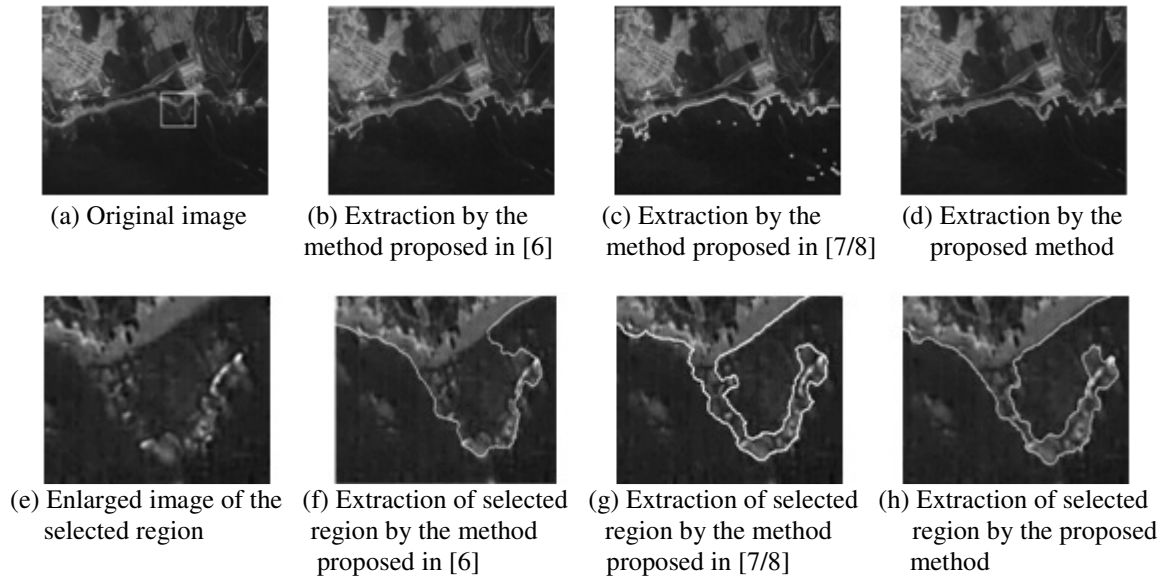 (a) Original image
(b) Extraction by the
method proposed in [6]
(c) Extraction by the
method proposed in [7/8]
(d) Extraction by the
proposed method
(e) Enlarged image of the
selected region
(f) Extraction of selected
region by the method
proposed in [6]
(g) Extraction of selected
region by the method
proposed in [7/8]
(h) Extraction of selected
region by the proposed
method